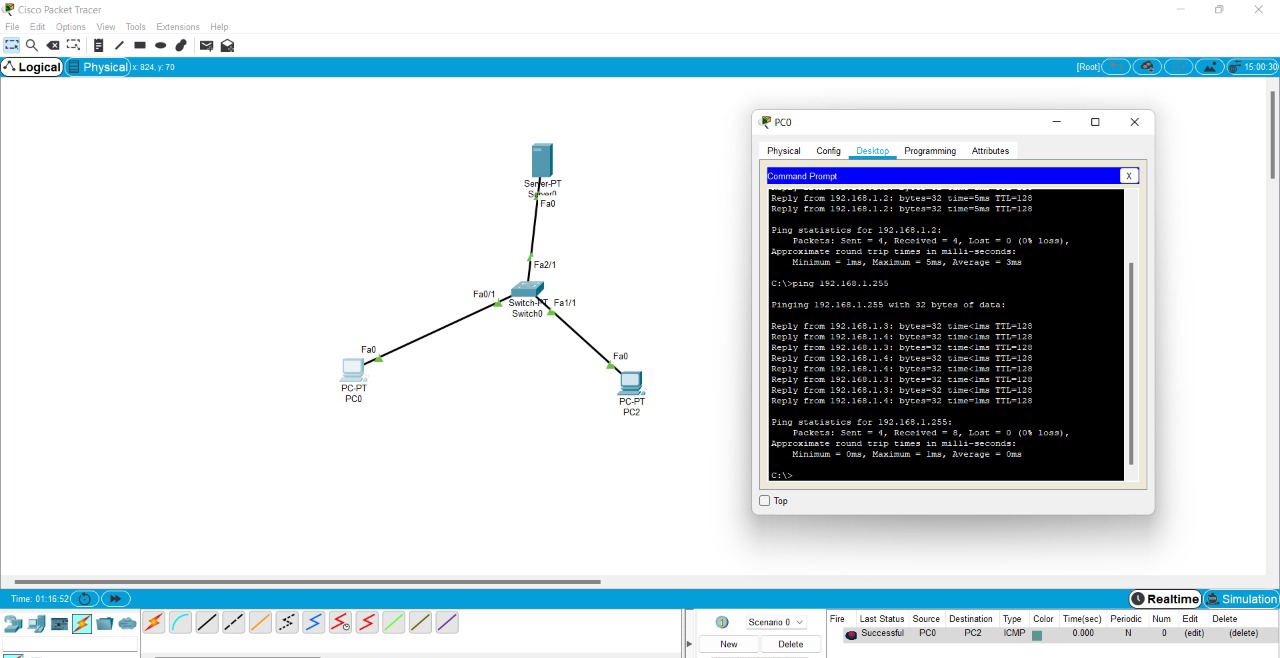 Cisco Packet Tracer
File Edit Options View Tools Extensions Help
Logical Physical x: 824, y: 70 [Root] 15:00:30
PC0
Physical Config Desktop Programming Attributes
Command Prompt X
Reply from 192.168.1.2: bytes=32 time=5ms TTL=128
Reply from 192.168.1.2: bytes=32 time=5ms TTL=128
Ping statistics for 192.168.1.2:
Packets: Sent = 4, Received = 4, Lost = 0 (0% loss),
Approximate round trip times in milli-seconds:
Minimum = 1ms, Maximum = 5ms, Average = 3ms
C:\>ping 192.168.1.255
Pinging 192.168.1.255 with 32 bytes of data:
Reply from 192.168.1.3: bytes=32 time<1ms TTL=128
Reply from 192.168.1.4: bytes=32 time<1ms TTL=128
Reply from 192.168.1.3: bytes=32 time<1ms TTL=128
Reply from 192.168.1.4: bytes=32 time<1ms TTL=128
Reply from 192.168.1.4: bytes=32 time=1ms TTL=128
Reply from 192.168.1.3: bytes=32 time<1ms TTL=128
Reply from 192.168.1.3: bytes=32 time<1ms TTL=128
Reply from 192.168.1.4: bytes=32 time=1ms TTL=128
Ping statistics for 192.168.1.255:
Packets: Sent = 4, Received = 8, Lost = 0 (0% loss),
Approximate round trip times in milli-seconds:
Minimum = 0ms, Maximum = 1ms, Average = 0ms
C:\>
Top
Server-PT
Server0
Fa0
Fa2/1
Fa0/1
Fa1/1
Switch-PT
Switch0
Fa0
PC-PT
PC0
Fa0
PC-PT
PC2
Time: 01:16:52
Realtime Simulation
Scenario 0
New Delete
Fire Last Status Source Destination Type Color Time(sec) Periodic Num Edit Delete
Successful PC0 PC2 ICMP 0.000 N 0 (edit) (delete)